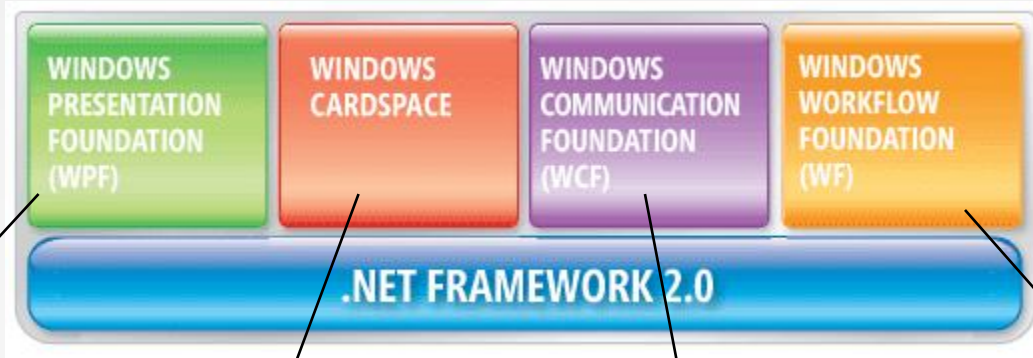 WINDOWS
PRESENTATION
FOUNDATION
(WPF)
WINDOWS
CARDSPACE
WINDOWS
COMMUNICATION
FOUNDATION
(WCF)
WINDOWS
WORKFLOW
FOUNDATION
(WF)
.NET FRAMEWORK 2.0